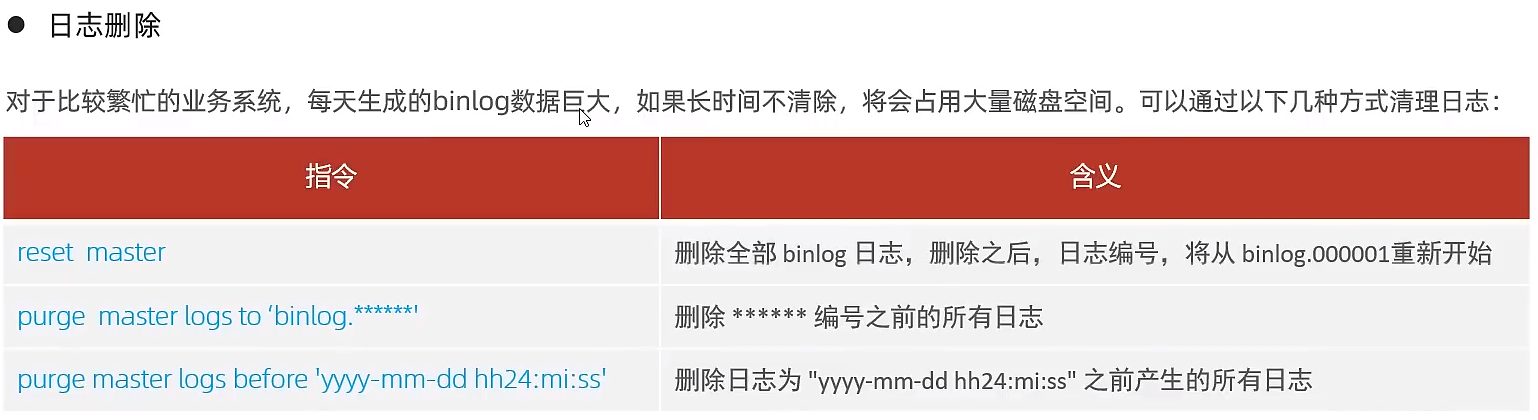 ● 日志删除
对于比较繁忙的业务系统，每天生成的binlog数据巨大，如果长时间不清除，将会占用大量磁盘空间。可以通过以下几种方式清理日志：
指令 含义
reset master 删除全部 binlog 日志，删除之后，日志编号，将从 binlog.000001重新开始
purge master logs to ‘binlog.******' 删除 ****** 编号之前的所有日志
purge master logs before 'yyyy-mm-dd hh24:mi:ss' 删除日志为 "yyyy-mm-dd hh24:mi:ss" 之前产生的所有日志